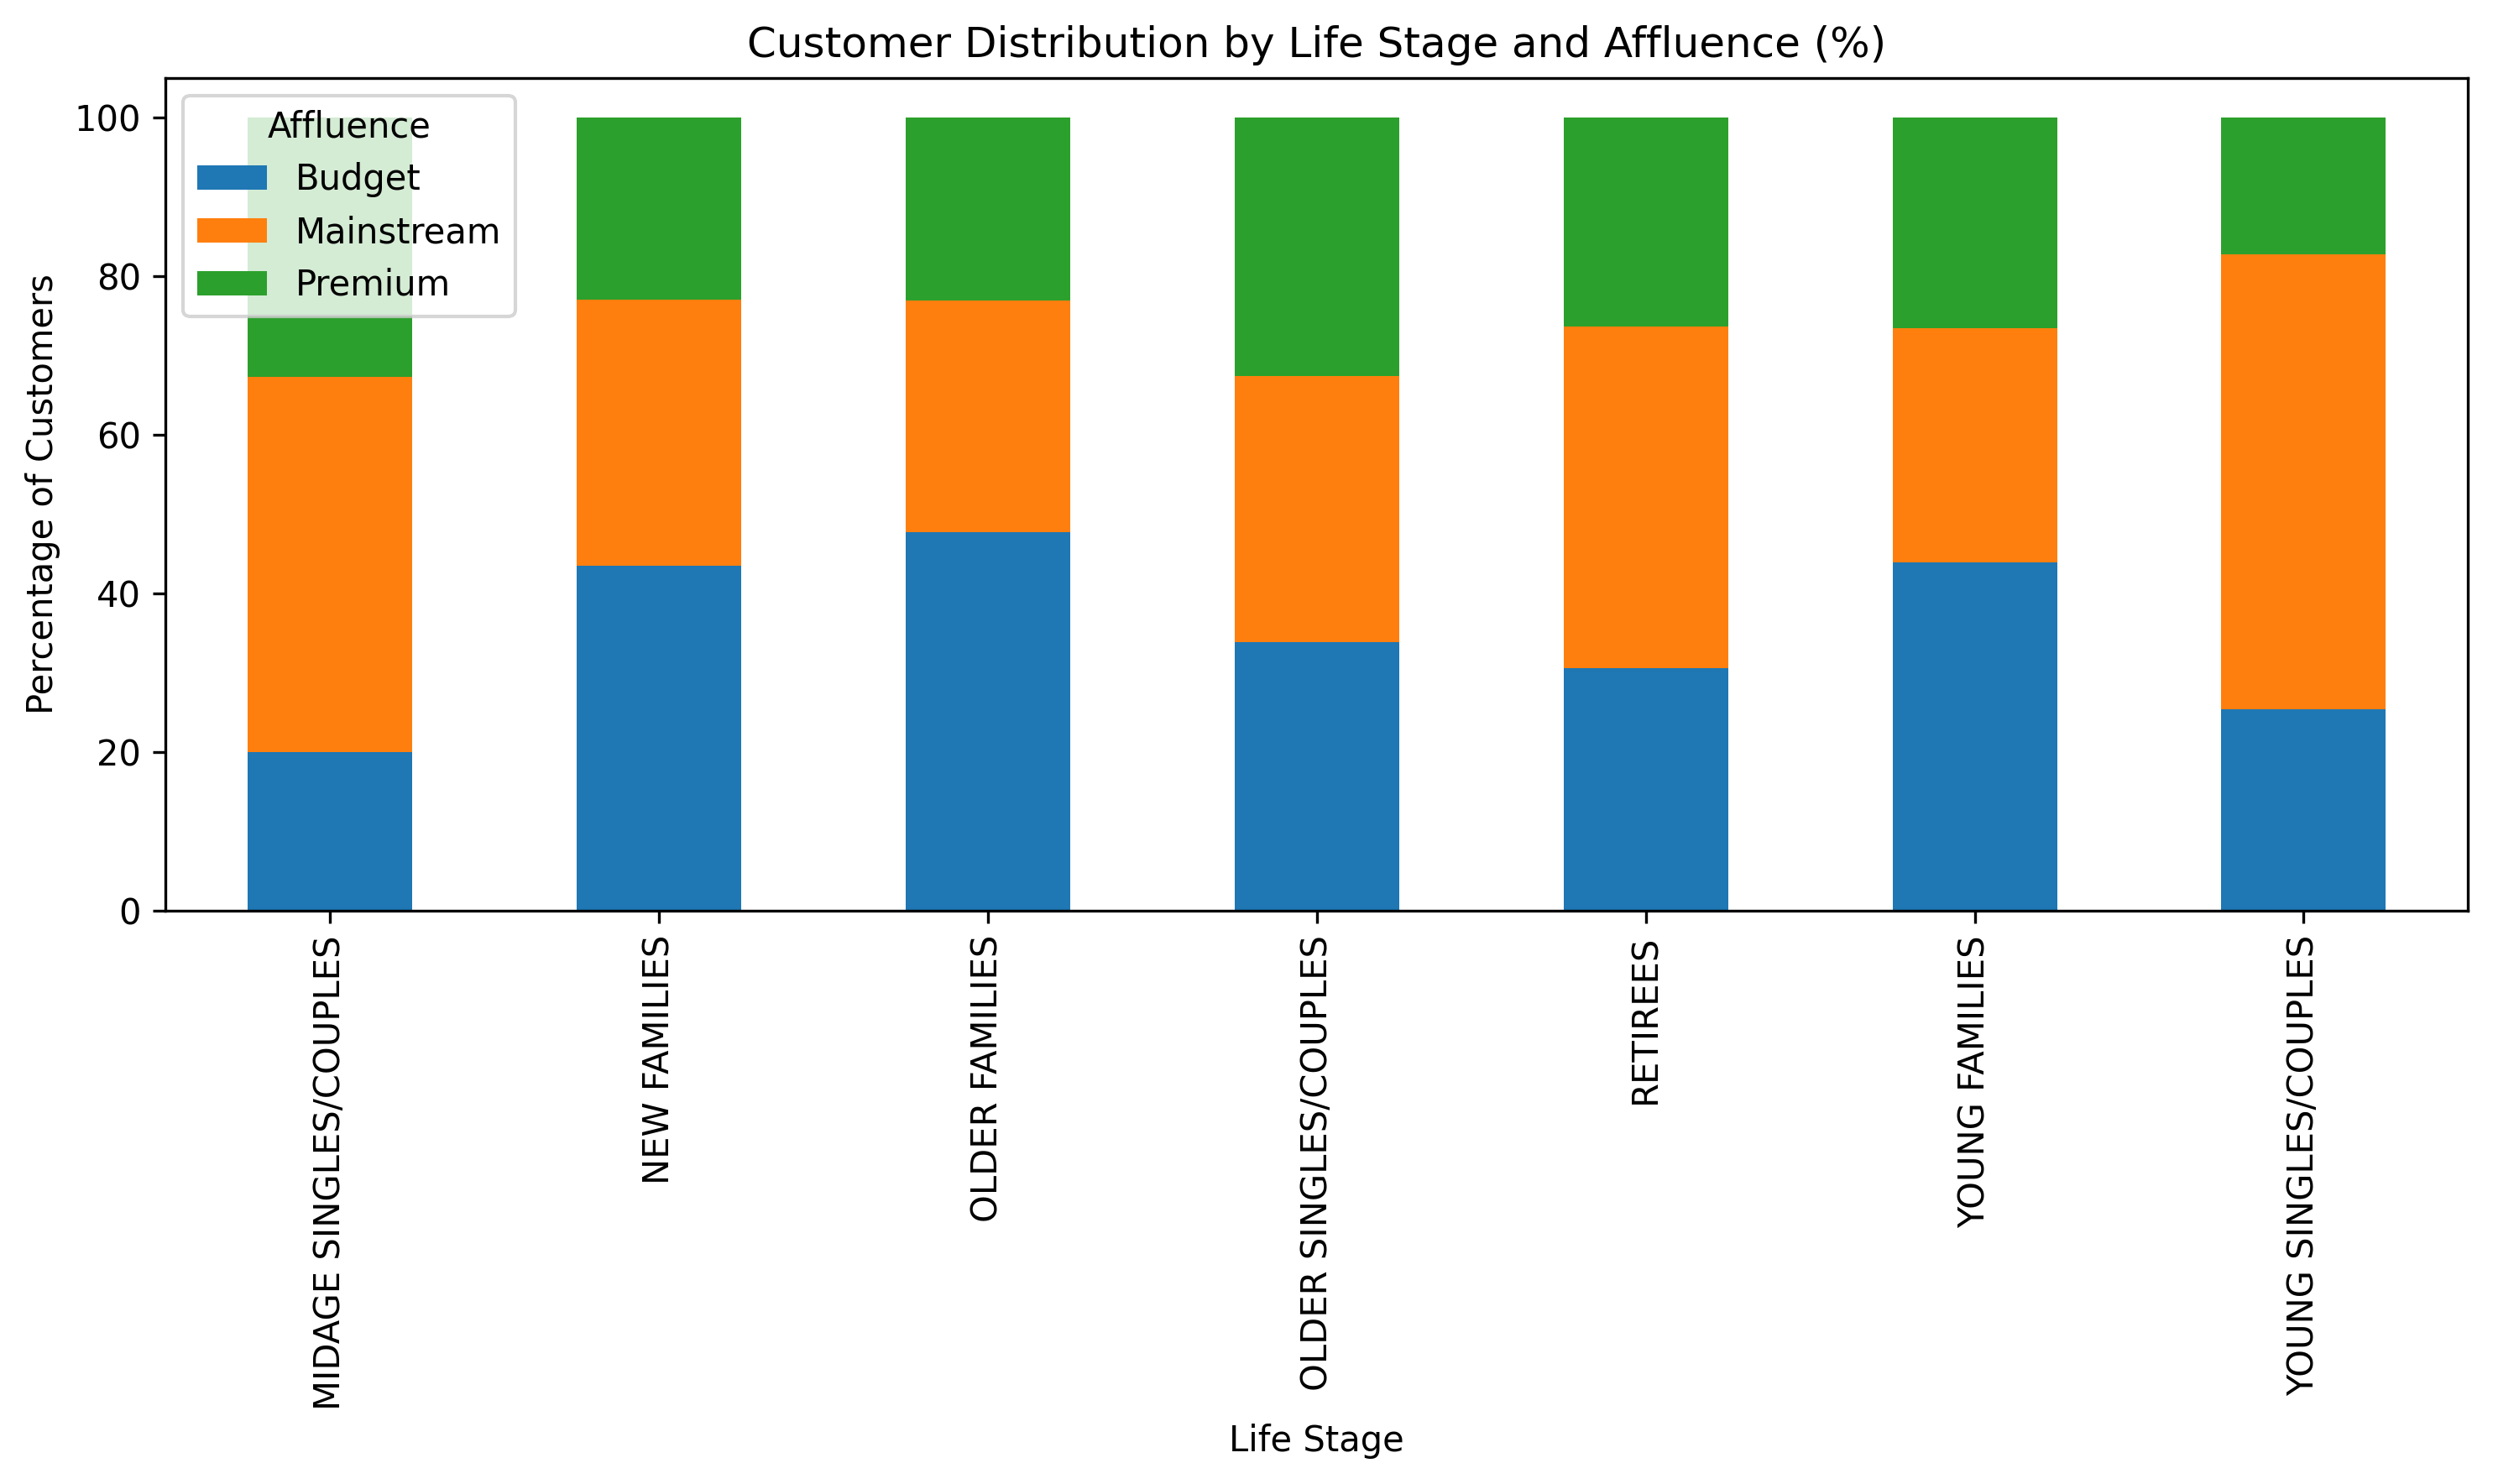 Customer Distribution by Life Stage and Affluence (%)
Affluence
Budget
Mainstream
Premium
Percentage of Customers
100
80
60
40
20
0
MIDAGE SINGLES/COUPLES
NEW FAMILIES
OLDER FAMILIES
OLDER SINGLES/COUPLES
RETIREES
YOUNG FAMILIES
YOUNG SINGLES/COUPLES
Life Stage